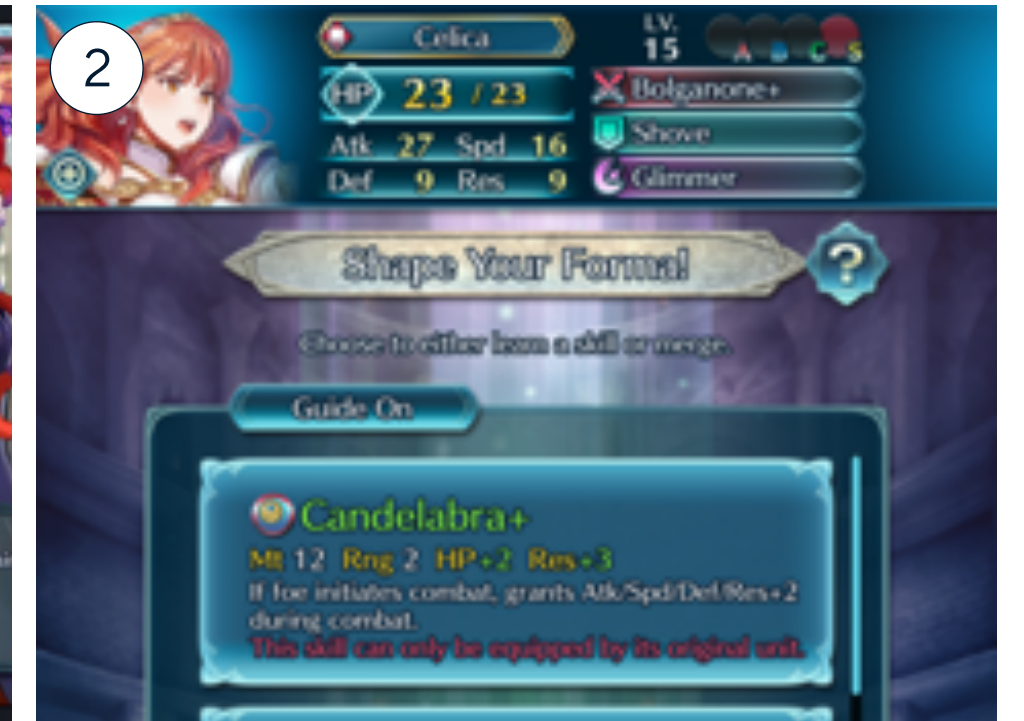 2
Celica
LV.
15
A B C S
HP 23 / 23
Bolganone+
Atk 27 Spd 16
Shove
Def 9 Res 9
Glimmer
Shape Your Forma!
?
Choose to either learn a skill or merge.
Guide On
Candelabra+
Mt 12 Rng 2 HP+2 Res+3
If foe initiates combat, grants Atk/Spd/Def/Res+2
during combat.
This skill can only be equipped by its original unit.